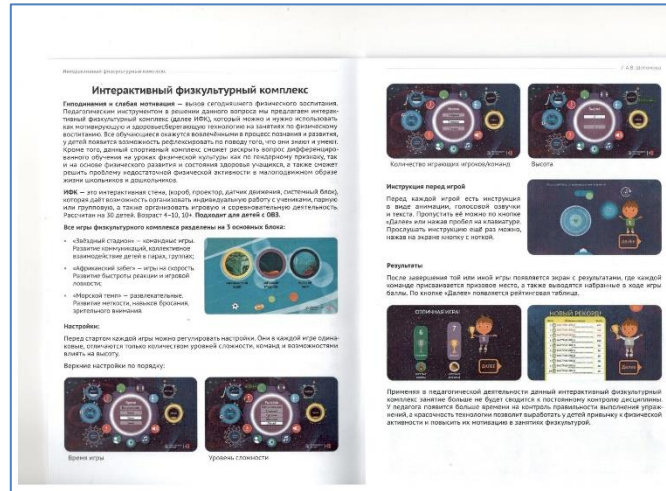 Интерактивный физкультурный комплекс
Интерактивный физкультурный комплекс
Гиподинамия и слабая мотивация — вызов сегодняшнего физического воспитания.
Педагогическим инструментом в решении данного вопроса мы предлагаем интерак-
тивный физкультурный комплекс (далее ИФК), который можно и нужно использовать
как мотивирующую и здоровьесберегающую технологию на занятиях по физическому
воспитанию. Все обучающиеся окажутся вовлечёнными в процесс познания и развития,
у детей появится возможность рефлексировать по поводу того, что они знают и умеют.
Кроме того, данный спортивный комплекс сможет раскрыть вопрос дифференциро-
ванного обучения на уроках физической культуры как по гендерному признаку, так
и на основе физического развития и состояния здоровья учащихся, а также сможет
решить проблему недостаточной физической активности в малоподвижном образе
жизни школьников и дошкольников.
ИФК — это интерактивная стена, (короб, проектор, датчик движения, системный блок),
которая даёт возможность организовать индивидуальную работу с учениками, парную
или групповую, а также организовать игровую и соревновательную деятельность.
Рассчитан на 30 детей. Возраст 4–10, 10+. Подходит для детей с ОВЗ.
Все игры физкультурного комплекса разделены на 3 основных блока:
• «Звёздный стадион» — командные игры.
Развитие коммуникаций, коллективное
взаимодействие детей в парах, группах;
• «Африканский забег» — игры на скорость.
Развитие быстроты реакции и игровой
ловкости;
• «Морской темп» — развлекательные.
Развитие меткости, навыков бросания,
зрительного внимания
Настройки:
Перед стартом каждой игры можно регулировать настройки. Они в каждой игре одина-
ковые, отличаются только количеством уровней сложности, команд и возможностями
влиять на высоту.
Верхние настройки по порядку:
Время игры
Уровень сложности
Количество играющих игроков/команд
Высота
Инструкция перед игрой
Перед каждой игрой есть инструкция
в виде анимации, голосовой озвучки
и текста. Пропустить её можно по кнопке
«Далее» или нажав пробел на клавиатуре.
Прослушать инструкцию ещё раз можно,
нажав на экране кнопку с ноткой.
ДАЛЕЕ
Результаты
После завершения той или иной игры появляется экран с результатами, где каждой
команде присваивается призовое место, а также выводятся набранные в ходе игры
баллы. По кнопке «Далее» появляется рейтинговая таблица.
ОТЛИЧНАЯ ИГРА!
6
7
ДАЛЕЕ
НОВЫЙ РЕКОРД!
ДАЛЕЕ
Применяя в педагогической деятельности данный интерактивный физкультурный
комплекс занятие больше не будет сводится к постоянному контролю дисциплины.
У педагога появится больше времени на контроль правильности выполнения упраж-
нений, а красочность технологии позволит выработать у детей привычку к физической
активности и повысить их мотивацию в занятиях физкультурой.